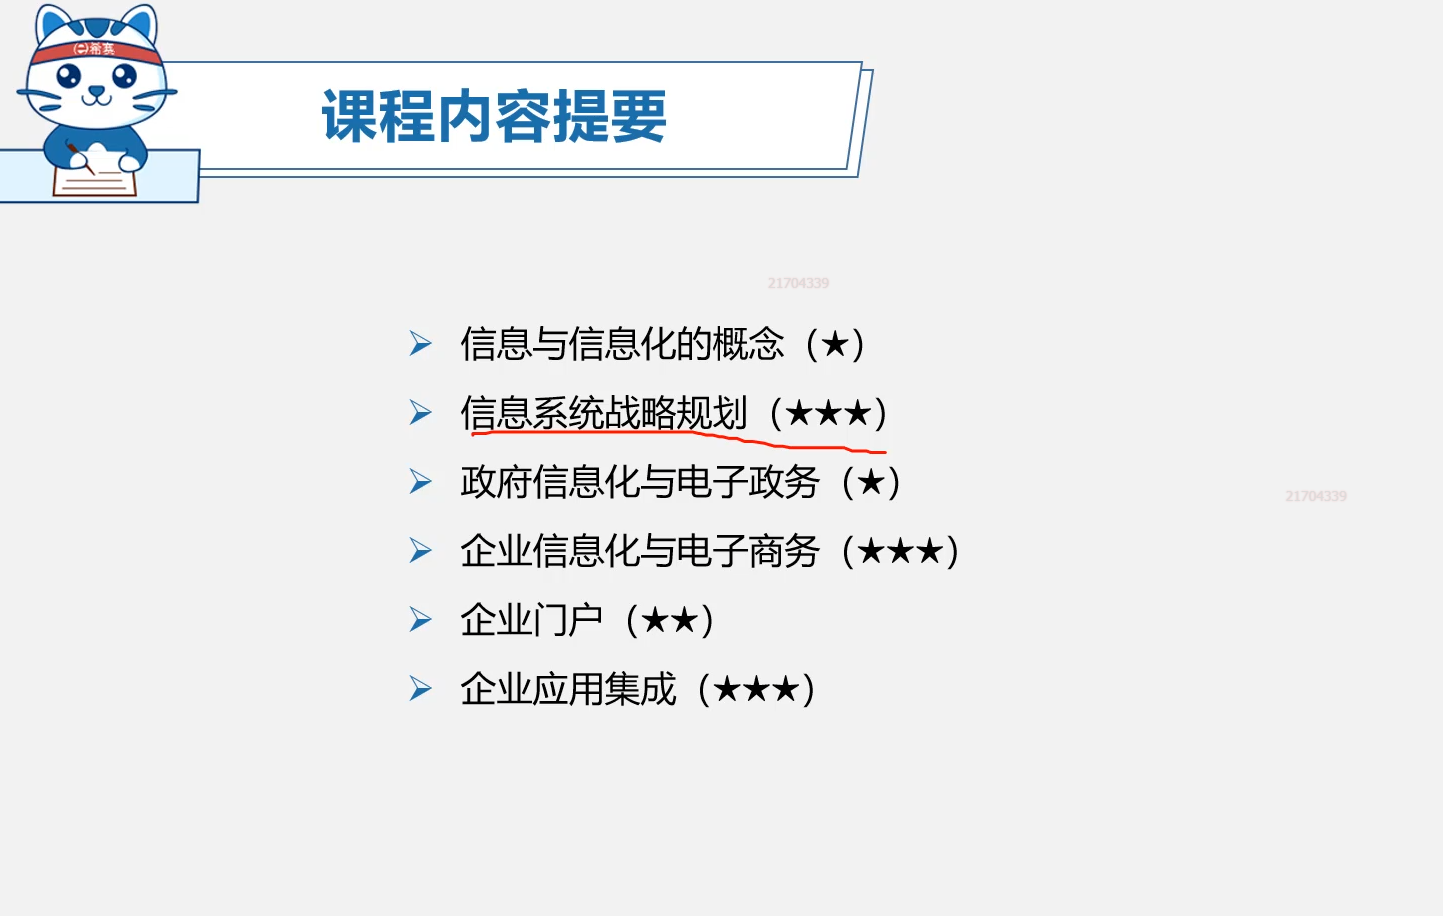 希赛
课程内容提要
21704339
信息与信息化的概念（★）
信息系统战略规划（★★★）
政府信息化与电子政务（★）
21704339
企业信息化与电子商务（★★★）
企业门户（★★）
企业应用集成（★★★）